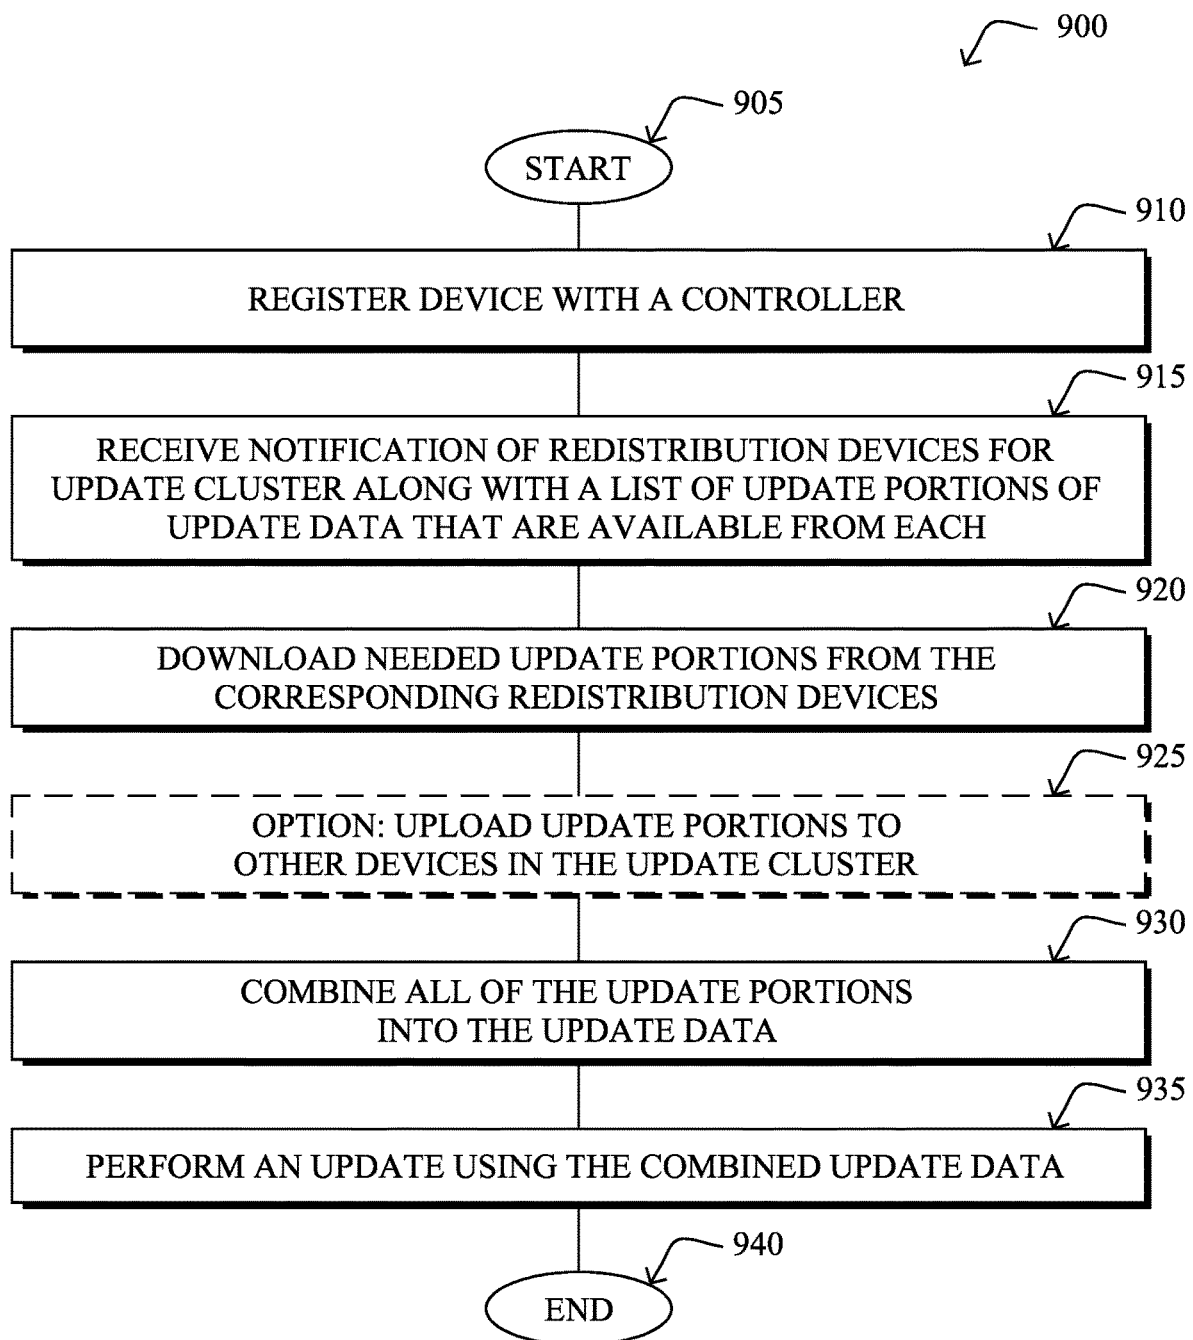 900
905
START
910
REGISTER DEVICE WITH A CONTROLLER
915
RECEIVE NOTIFICATION OF REDISTRIBUTION DEVICES FOR
UPDATE CLUSTER ALONG WITH A LIST OF UPDATE PORTIONS OF
UPDATE DATA THAT ARE AVAILABLE FROM EACH
920
DOWNLOAD NEEDED UPDATE PORTIONS FROM THE
CORRESPONDING REDISTRIBUTION DEVICES
925
OPTION: UPLOAD UPDATE PORTIONS TO
OTHER DEVICES IN THE UPDATE CLUSTER
930
COMBINE ALL OF THE UPDATE PORTIONS
INTO THE UPDATE DATA
935
PERFORM AN UPDATE USING THE COMBINED UPDATE DATA
940
END